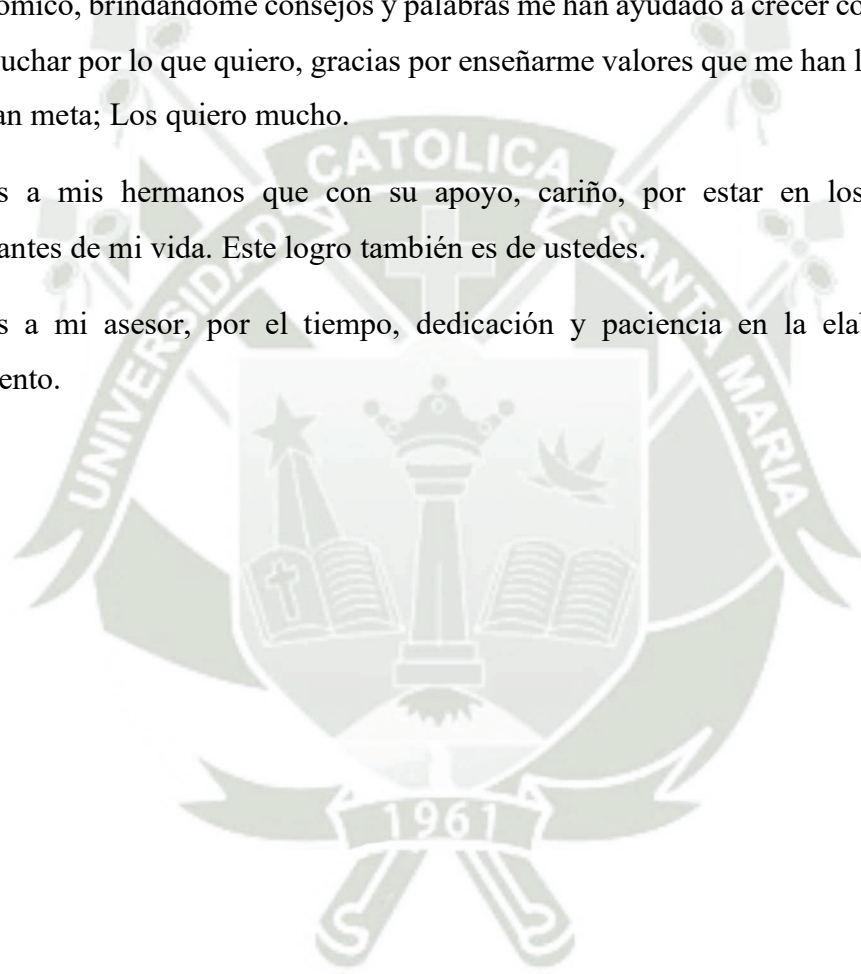 ómico, brindándome consejos y palabras me han ayudado a crecer co
uchar por lo que quiero, gracias por enseñarme valores que me han l
an meta; Los quiero mucho.
s a mis hermanos que con su apoyo, cariño, por estar en los
antes de mi vida. Este logro también es de ustedes.
s a mi asesor, por el tiempo, dedicación y paciencia en la elab
ento.
UNIVERSIDAD CATOLICA SANTA MARIA
1961